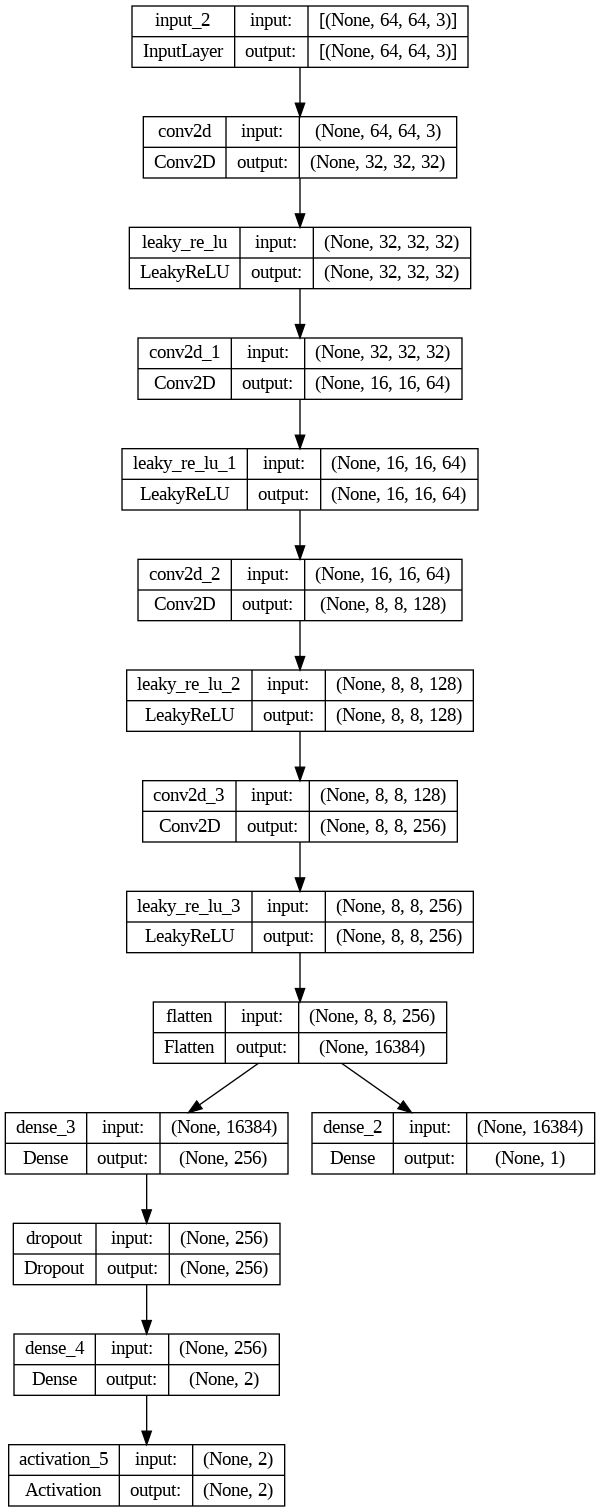 input_2 input: [(None, 64, 64, 3)]
InputLayer output: [(None, 64, 64, 3)]
conv2d input: (None, 64, 64, 3)
Conv2D output: (None, 32, 32, 32)
leaky_re_lu input: (None, 32, 32, 32)
LeakyReLU output: (None, 32, 32, 32)
conv2d_1 input: (None, 32, 32, 32)
Conv2D output: (None, 16, 16, 64)
leaky_re_lu_1 input: (None, 16, 16, 64)
LeakyReLU output: (None, 16, 16, 64)
conv2d_2 input: (None, 16, 16, 64)
Conv2D output: (None, 8, 8, 128)
leaky_re_lu_2 input: (None, 8, 8, 128)
LeakyReLU output: (None, 8, 8, 128)
conv2d_3 input: (None, 8, 8, 128)
Conv2D output: (None, 8, 8, 256)
leaky_re_lu_3 input: (None, 8, 8, 256)
LeakyReLU output: (None, 8, 8, 256)
flatten input: (None, 8, 8, 256)
Flatten output: (None, 16384)
dense_3 input: (None, 16384)
Dense output: (None, 256)
dense_2 input: (None, 16384)
Dense output: (None, 1)
dropout input: (None, 256)
Dropout output: (None, 256)
dense_4 input: (None, 256)
Dense output: (None, 2)
activation_5 input: (None, 2)
Activation output: (None, 2)